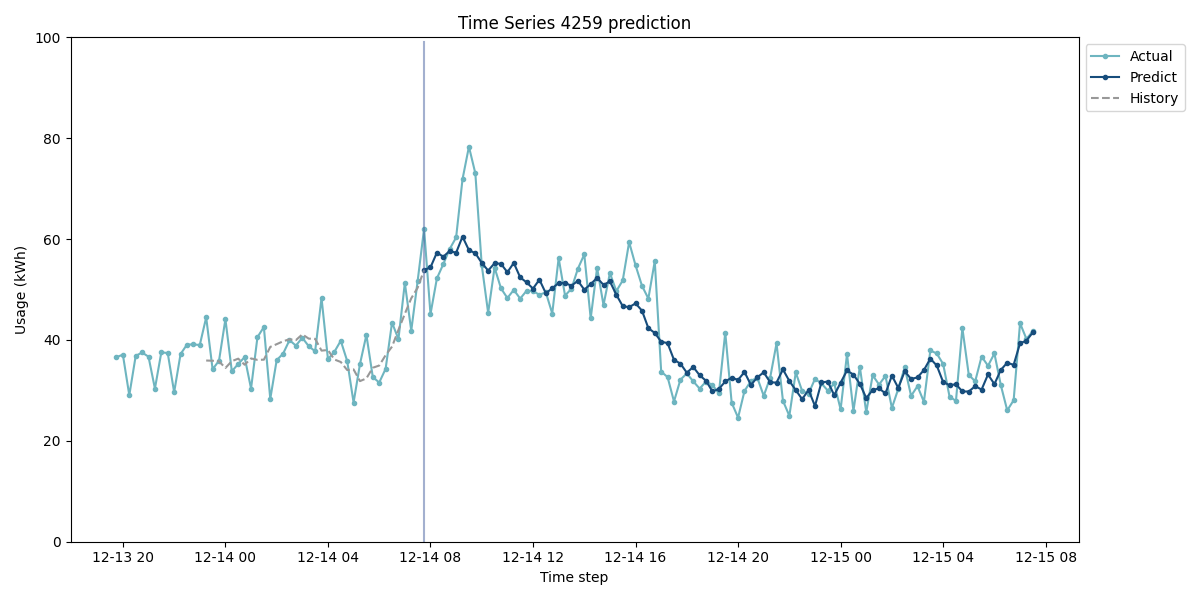 Time Series 4259 prediction
100
80
60
40
20
0
Usage (kWh)
12-13 20
12-14 00
12-14 04
12-14 08
12-14 12
12-14 16
12-14 20
12-15 00
12-15 04
12-15 08
Time step
Actual
Predict
History